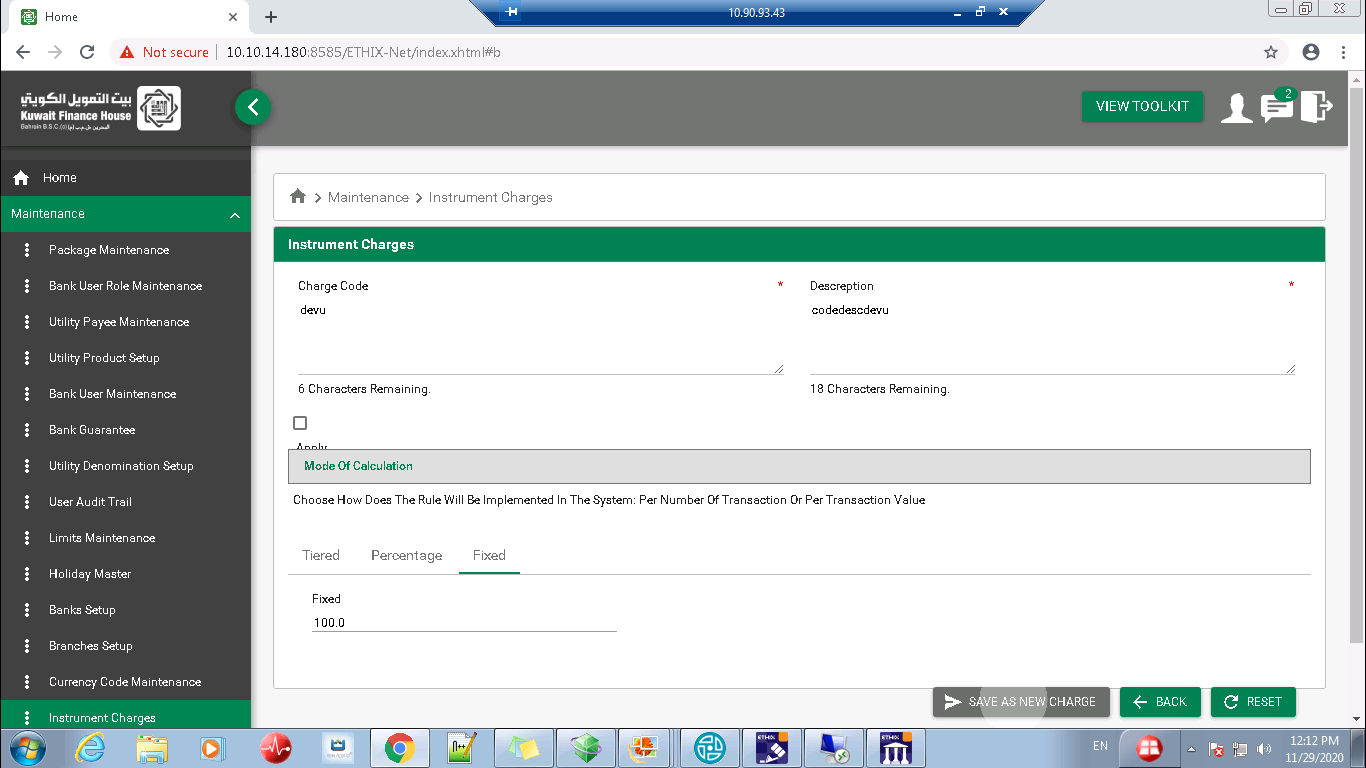 Home
10.90.93.43
Not secure
10.10.14.180:8585/ETHIX-Net/index.xhtml#b
بيت التمويل الكويتي
Kuwait Finance House
Bahrain B.S.C.(c)
VIEW TOOLKIT
2
Home
Maintenance
Package Maintenance
Bank User Role Maintenance
Utility Payee Maintenance
Utility Product Setup
Bank User Maintenance
Bank Guarantee
Utility Denomination Setup
User Audit Trail
Limits Maintenance
Holiday Master
Banks Setup
Branches Setup
Currency Code Maintenance
Instrument Charges
Maintenance
Instrument Charges
Instrument Charges
Charge Code *
devu
6 Characters Remaining.
Descreption *
codedescdevu
18 Characters Remaining.
Apply
Mode Of Calculation
Choose How Does The Rule Will Be Implemented In The System: Per Number Of Transaction Or Per Transaction Value
Tiered Percentage Fixed
Fixed
100.0
SAVE AS NEW CHARGE
BACK
RESET
ETHIX
ETHIX
EN
12:12 PM
11/29/2020